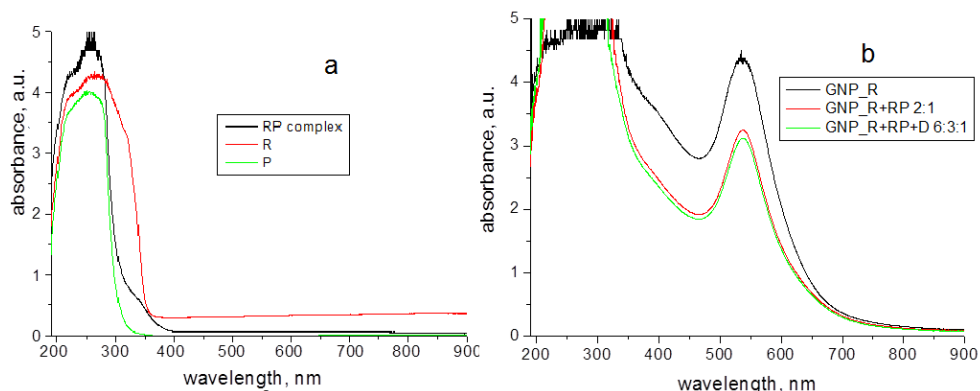 a
absorbance, a.u.
5
4
3
2
1
0
RP complex
R
P
200 300 400 500 600 700 800 900
wavelength, nm
b
absorbance, a.u.
5
4
3
2
1
GNP_R
GNP_R+RP 2:1
GNP_R+RP+D 6:3:1
200 300 400 500 600 700 800 900
wavelength, nm